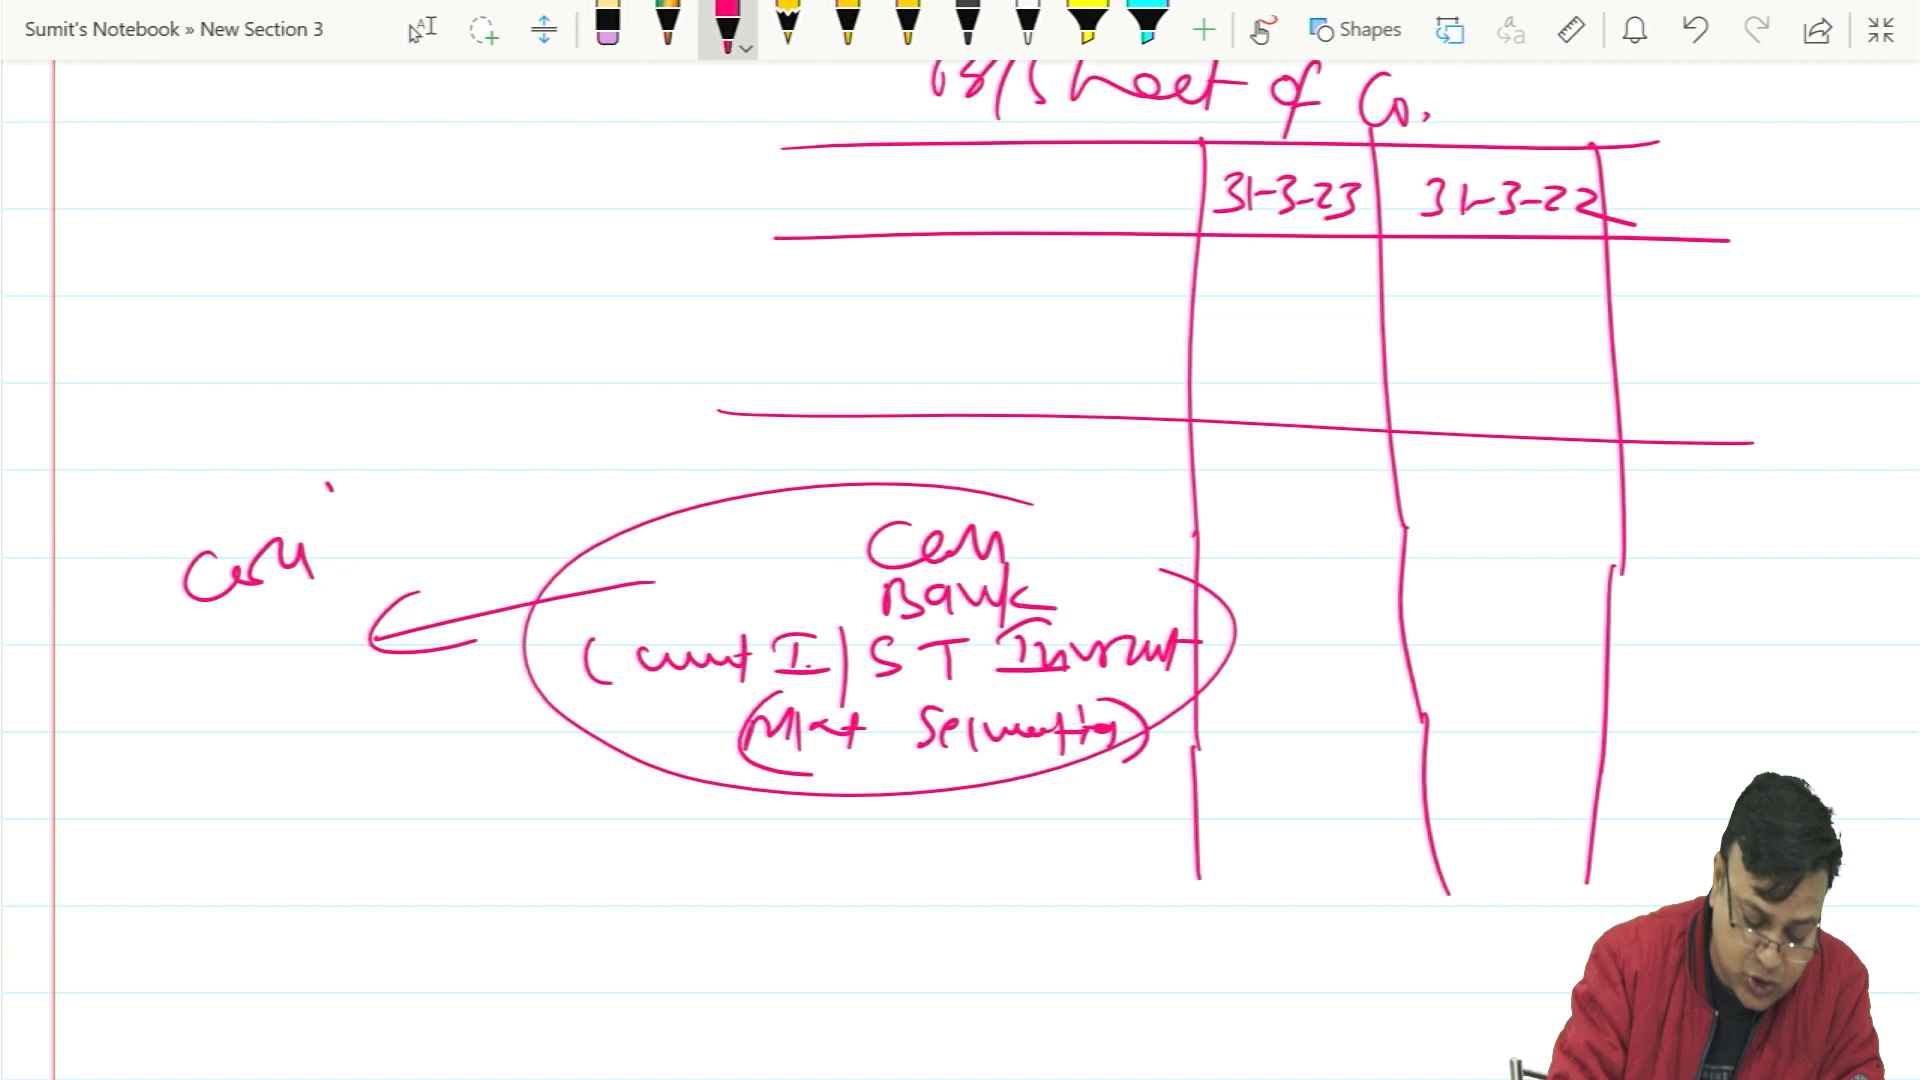 Sumit's Notebook » New Section 3
Shapes
B/Sheet of Co.
31-3-23 31-3-22
Cash
Cash
Bank
Current I / ST Investment
(Mkt Securities)